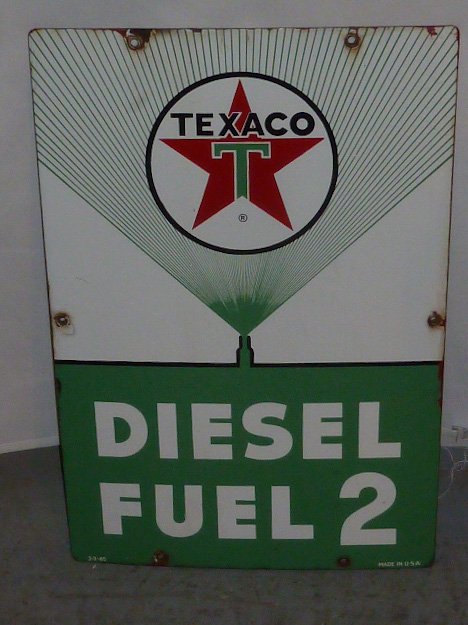 TEXACO
T
®
DIESEL
FUEL 2
MADE IN U.S.A.